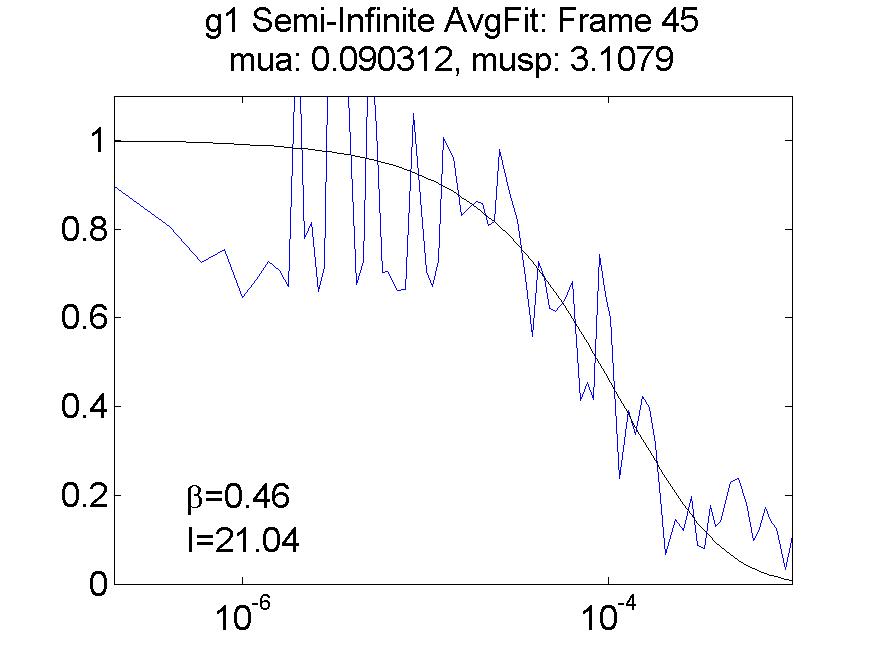 g1 Semi-Infinite AvgFit: Frame 45
mua: 0.090312, musp: 3.1079
1
0.8
0.6
0.4
0.2
0
β=0.46
I=21.04
10^-6
10^-4